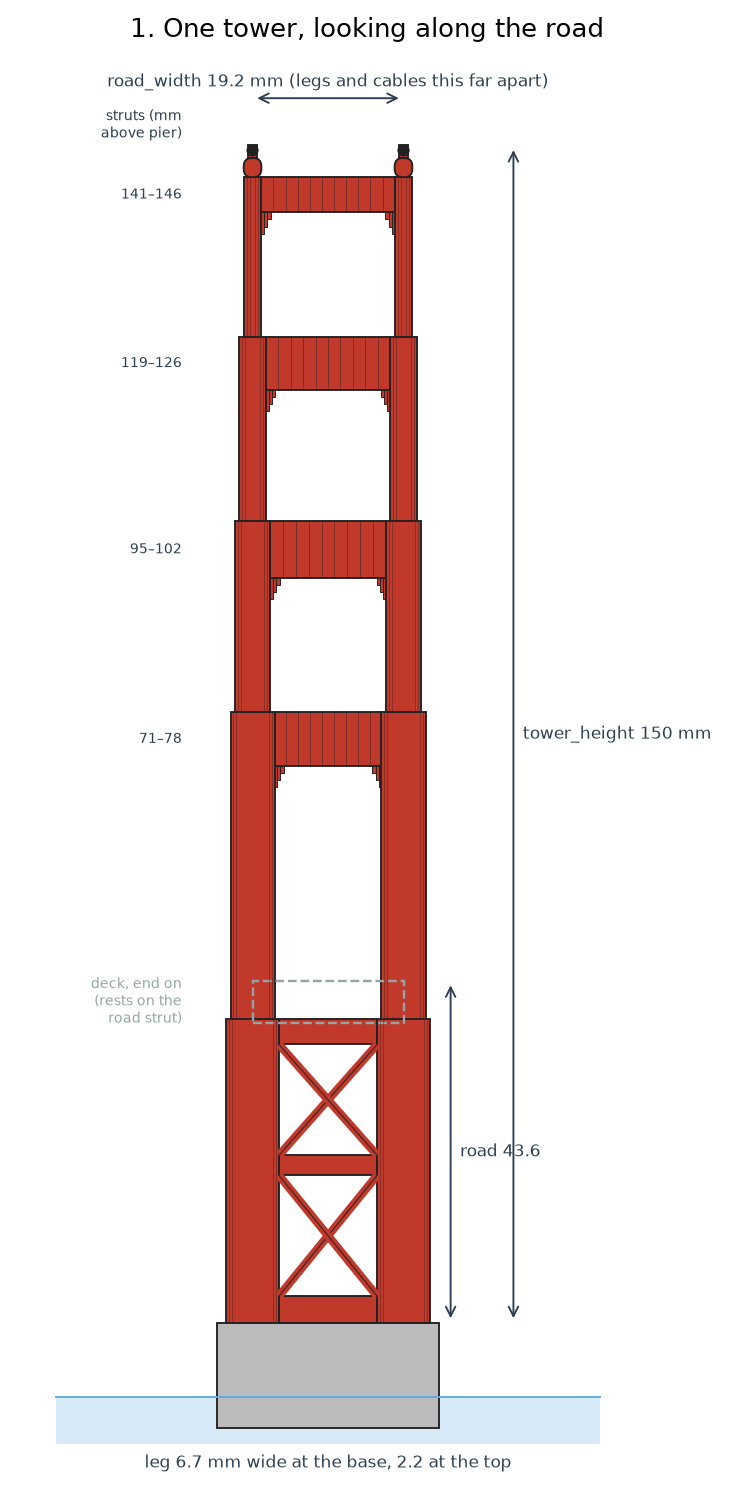 1. One tower, looking along the road
road_width 19.2 mm (legs and cables this far apart)
struts (mm
above pier)
141–146
119–126
95–102
71–78
tower_height 150 mm
deck, end on
(rests on the
road strut)
road 43.6
leg 6.7 mm wide at the base, 2.2 at the top